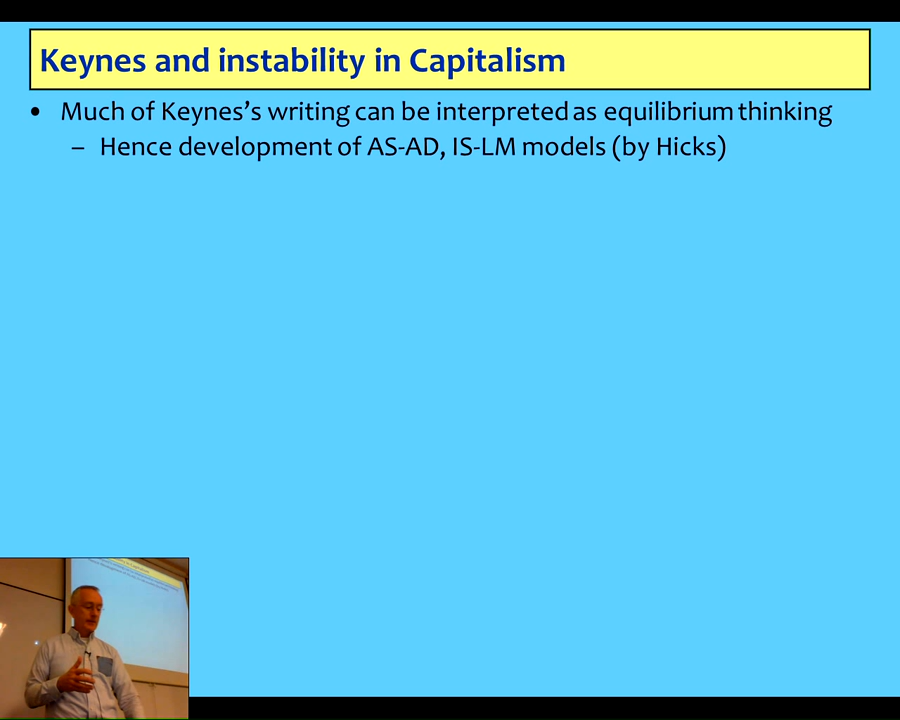 Keynes and instability in Capitalism
• Much of Keynes's writing can be interpreted as equilibrium thinking
– Hence development of AS-AD, IS-LM models (by Hicks)